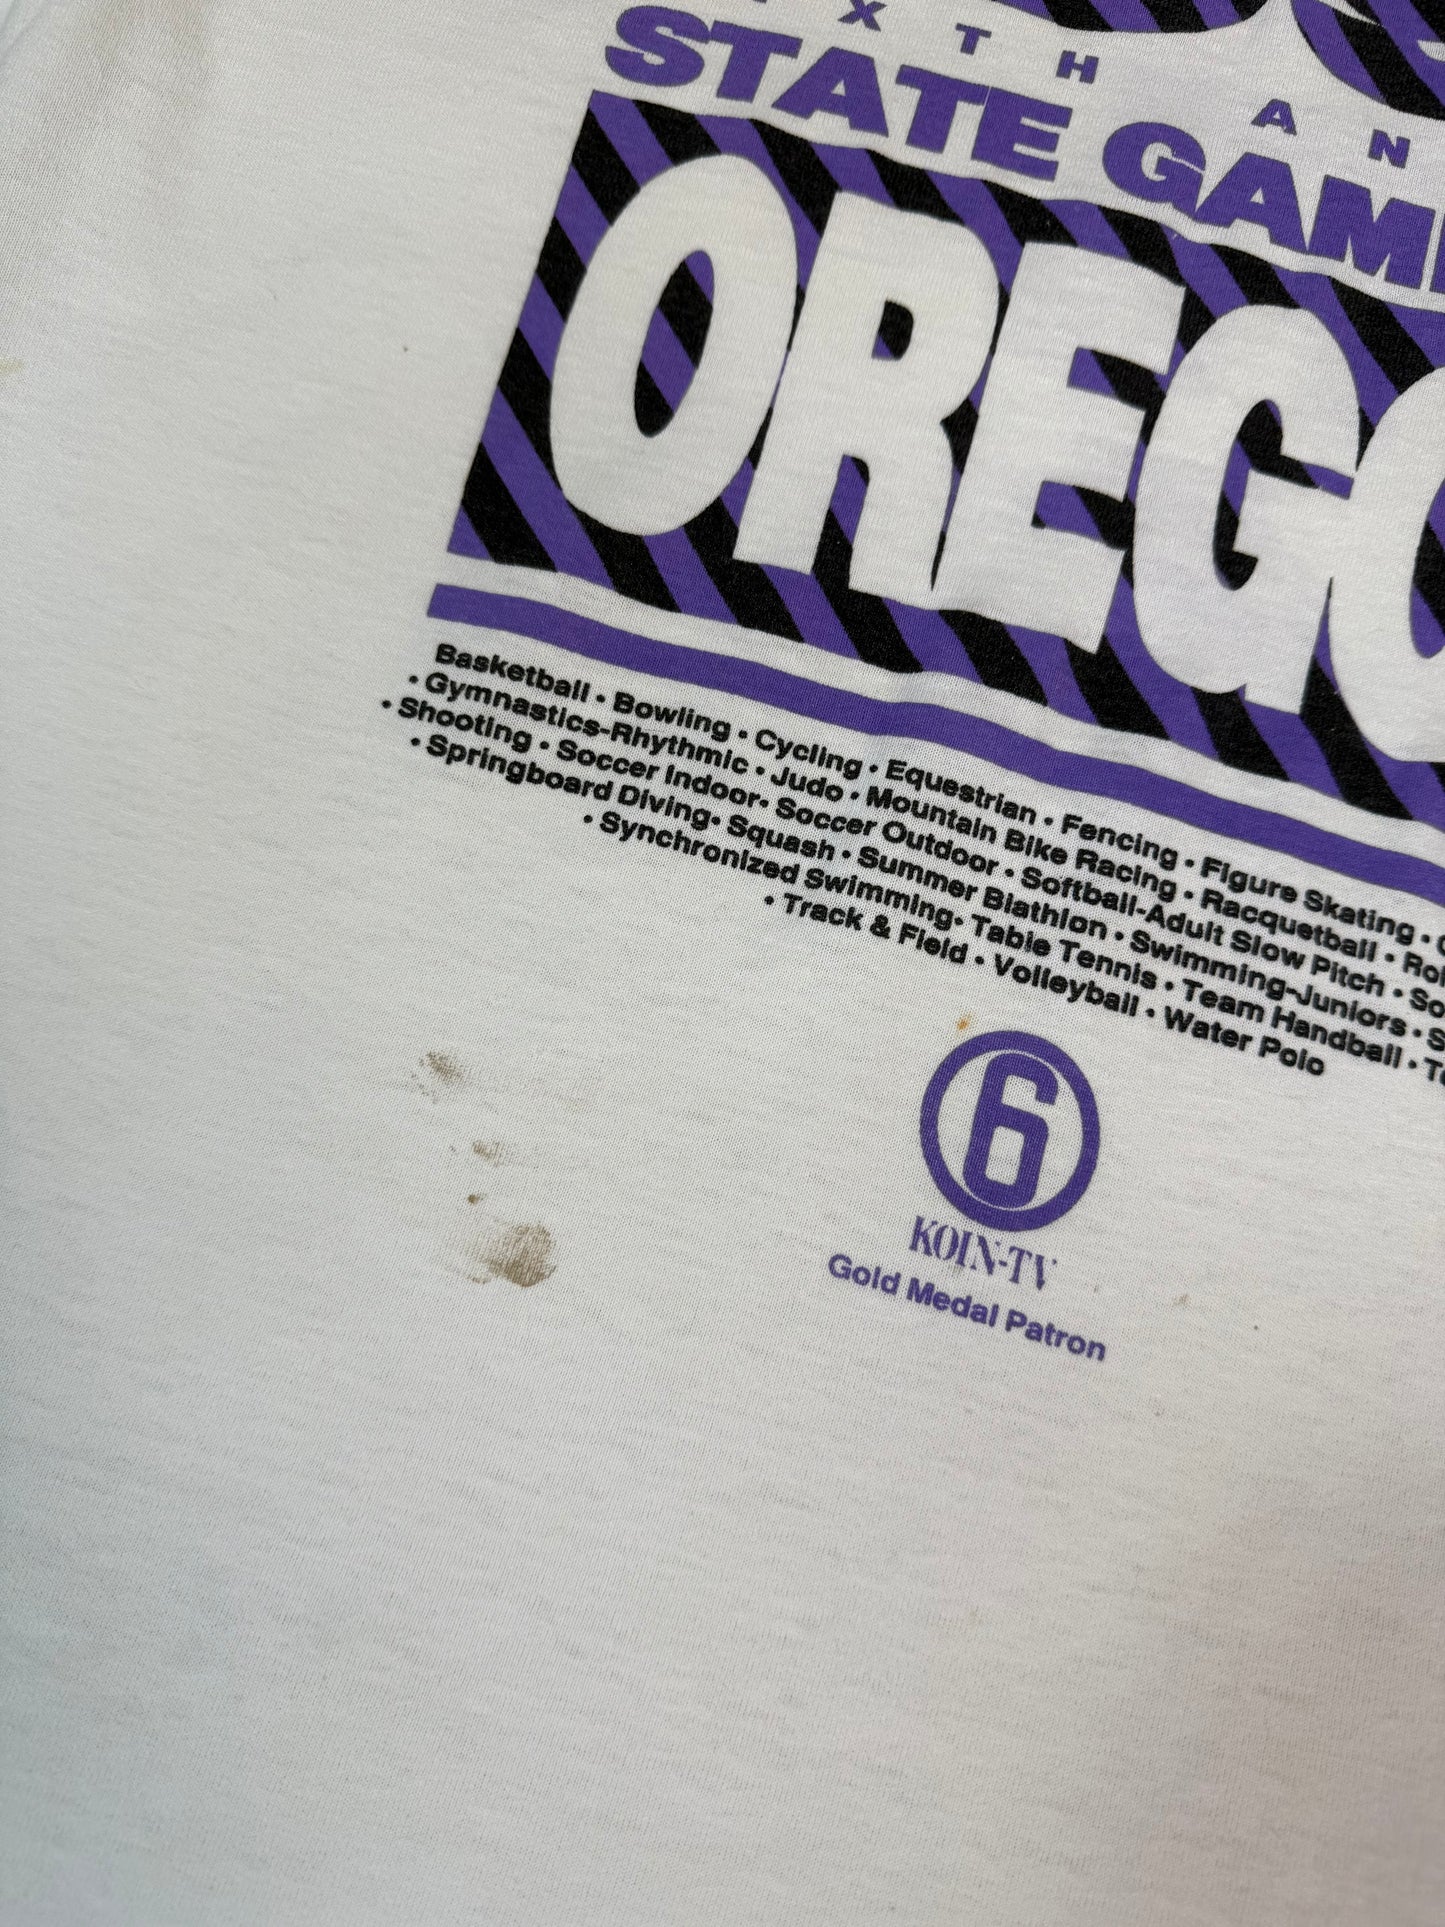 STATE
OREGO
Basketball • Bowling • Cycling • Equestrian • Fencing • Figure Skating •
• Gymnastics-Rhythmic • Judo • Mountain Bike Racing • Racquetball •
• Shooting • Soccer Indoor• Soccer Outdoor • Softball-Adult Slow Pitch •
• Springboard Diving• Squash • Summer Biathlon • Swimming-Juniors •
• Synchronized Swimming• Table Tennis • Team Handball •
• Track & Field • Volleyball • Water Polo
6
KOIN-TV
Gold Medal Patron